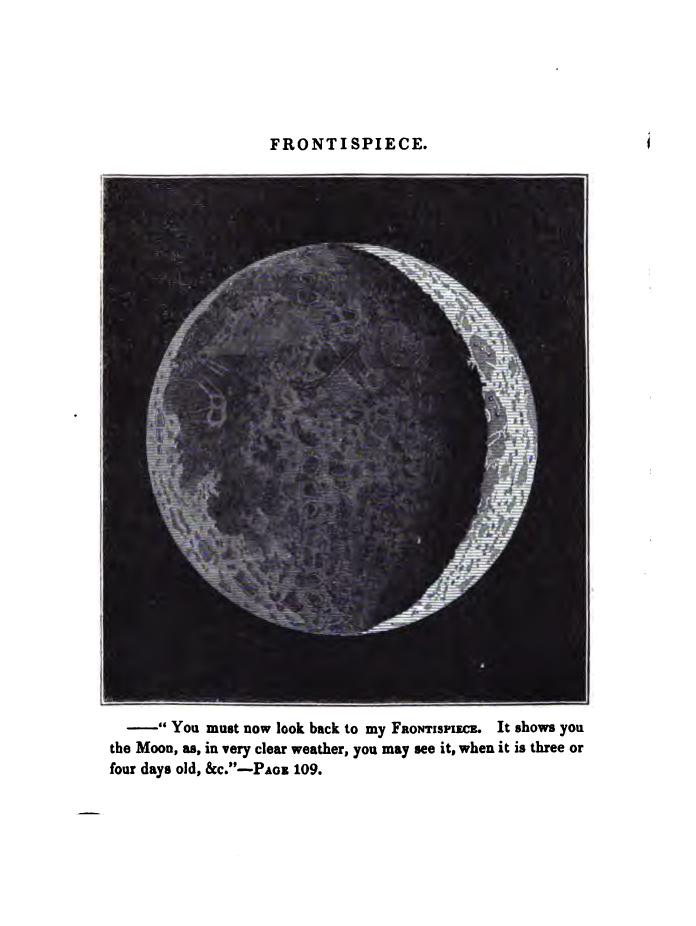 FRONTISPIECE.
——“ You must now look back to my FRONTISPIECE. It shows you
the Moon, as, in very clear weather, you may see it, when it is three or
four days old, &c.”—PAGE 109.